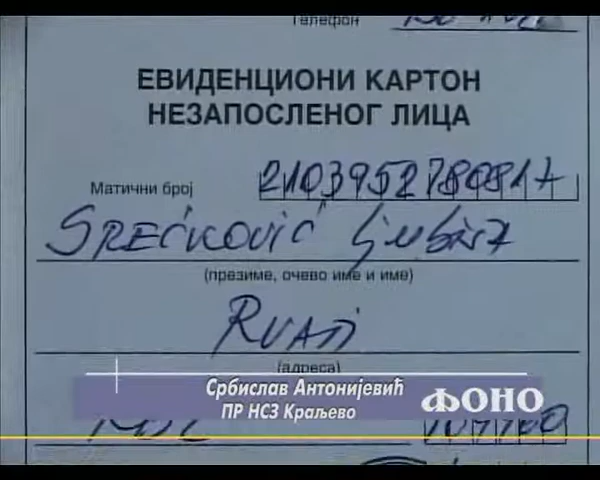 Телефон
ЕВИДЕНЦИОНИ КАРТОН
НЕЗАПОСЛЕНОГ ЛИЦА
Матични број 2103952780817
Srećković
(презиме, очево име и име)
(адреса)
Србислав Антонијевић
ПР НСЗ Краљево
ФОНО